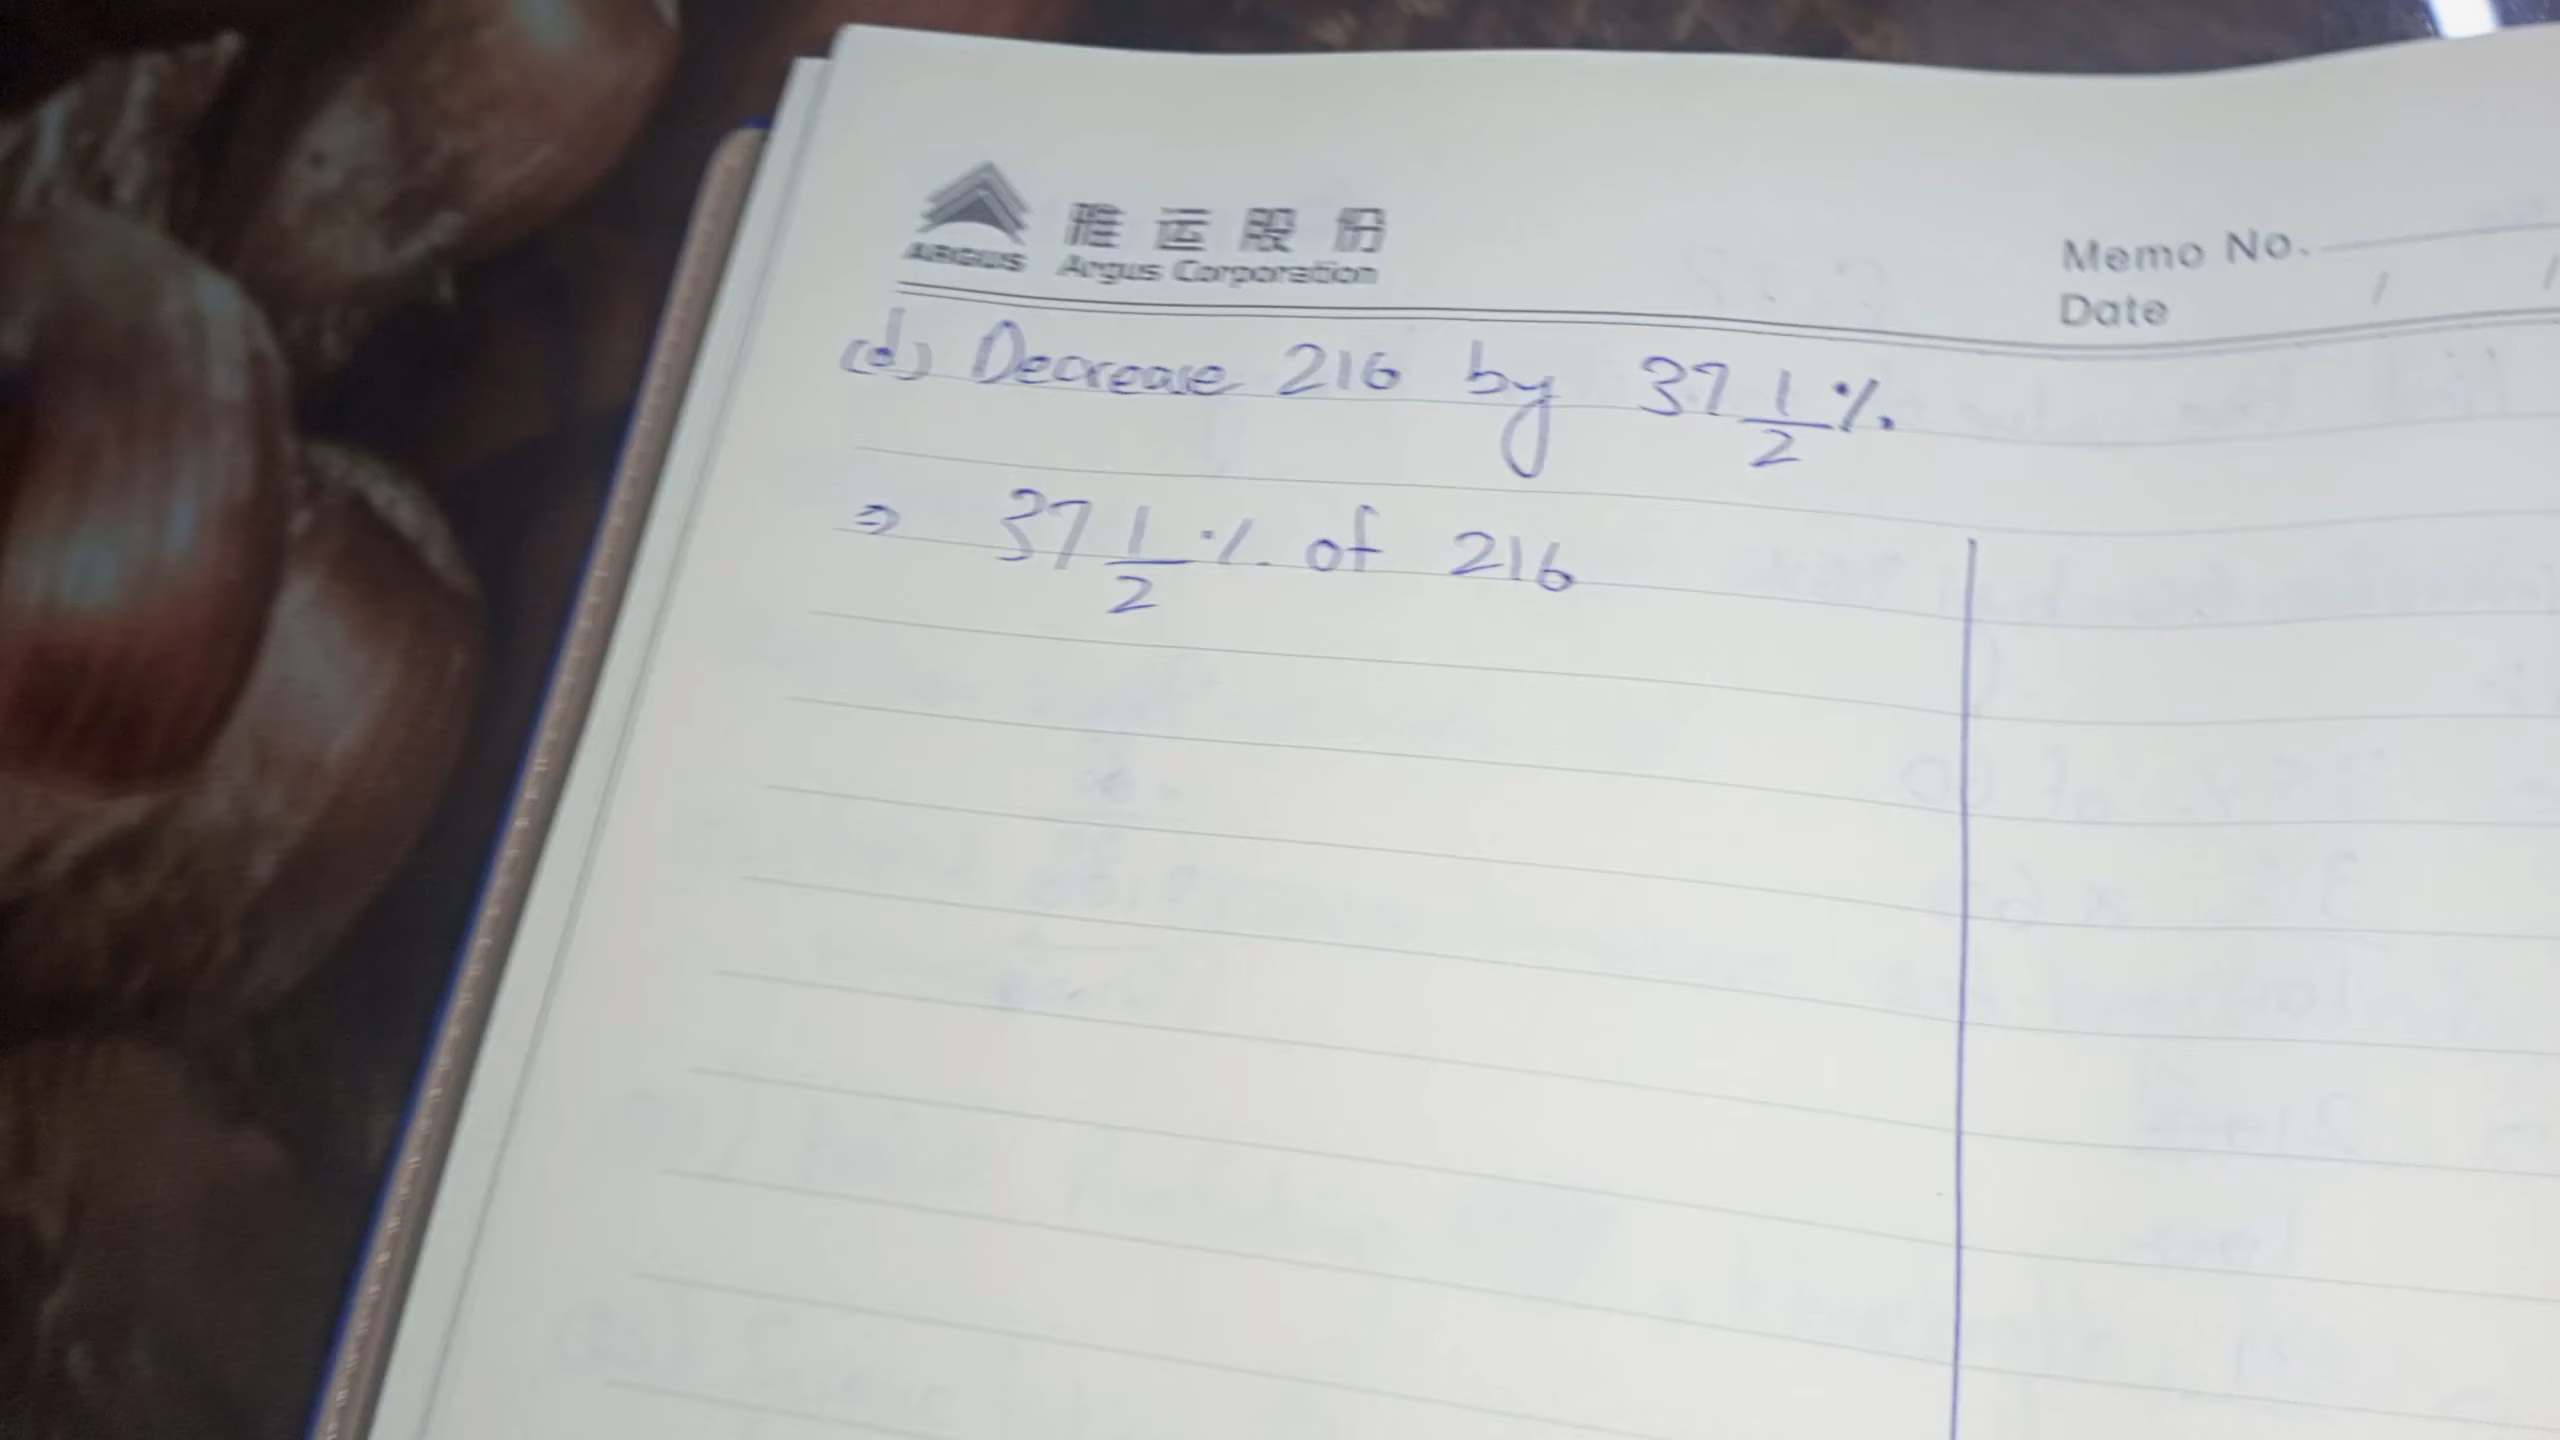 雅运股份
ARGUS Argus Corporation
Memo No.
Date / /
(d) Decrease 216 by 37 1/2 %.
⇒ 37 1/2 % of 216